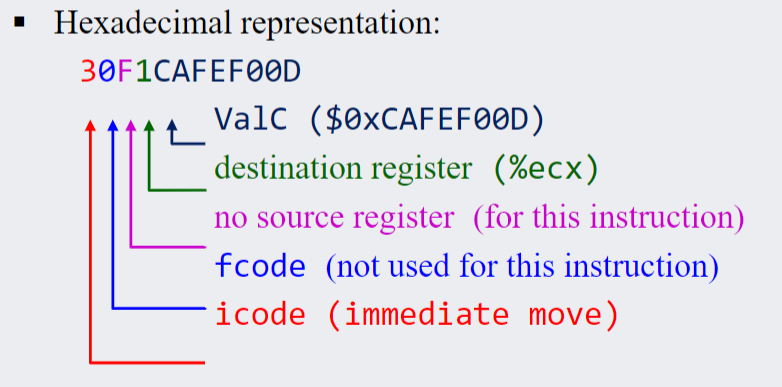 ▪ Hexadecimal representation:
30F1CAFEF00D
ValC ($0xCAFEF00D)
destination register (%ecx)
no source register (for this instruction)
fcode (not used for this instruction)
icode (immediate move)